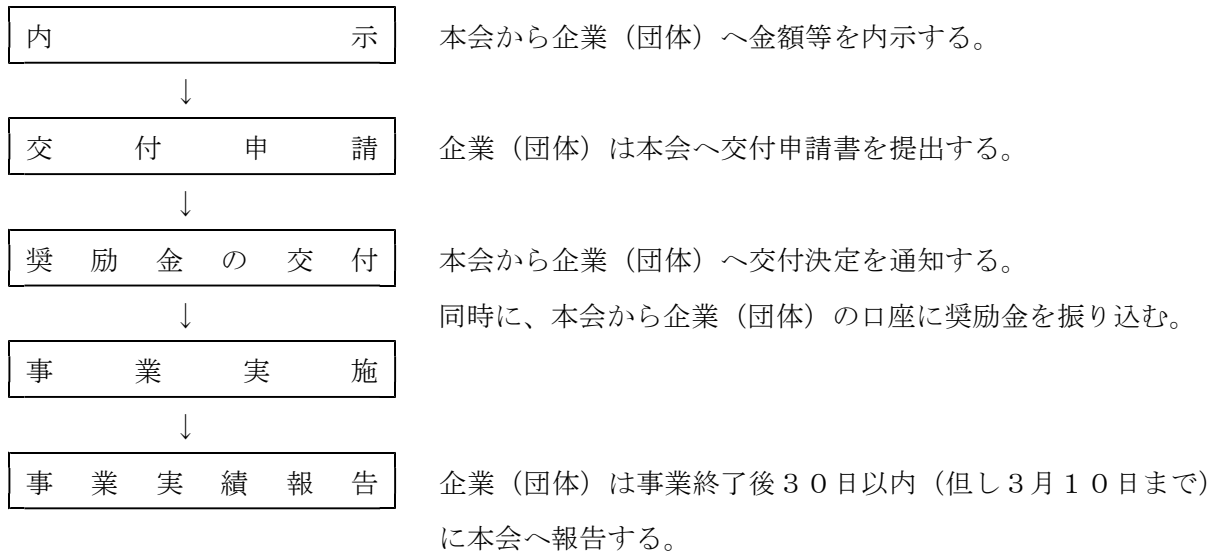 内示 本会から企業（団体）へ金額等を内示する。
↓
交付申請 企業（団体）は本会へ交付申請書を提出する。
↓
奨励金の交付 本会から企業（団体）へ交付決定を通知する。
↓ 同時に、本会から企業（団体）の口座に奨励金を振り込む。
事業実施
↓
事業実績報告 企業（団体）は事業終了後３０日以内（但し３月１０日まで）
に本会へ報告する。